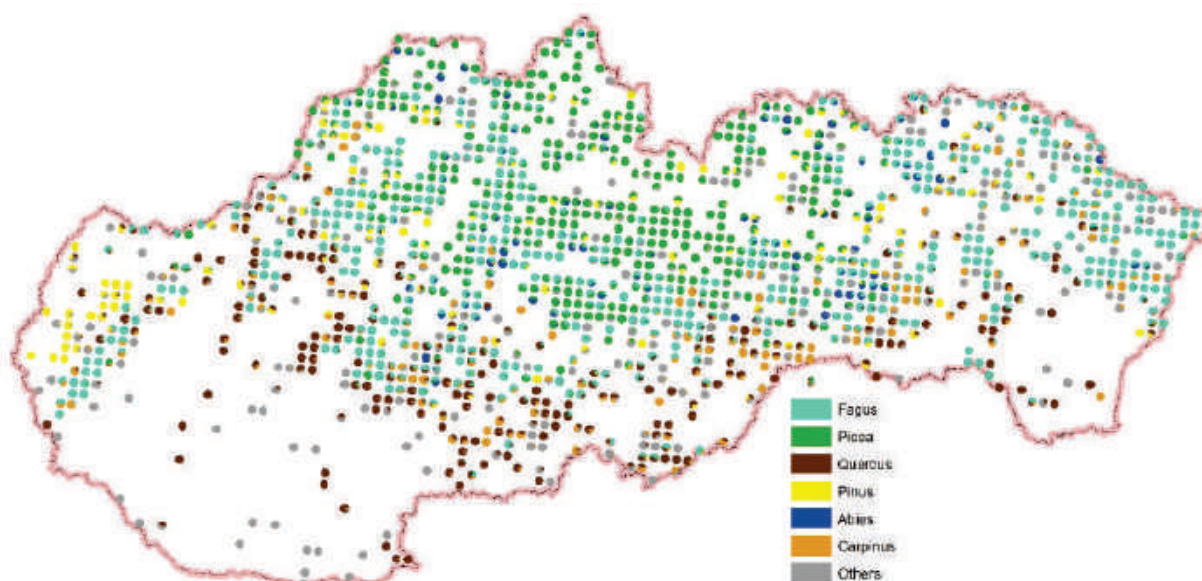 Fagus
Picea
Quercus
Pinus
Abies
Carpinus
Others